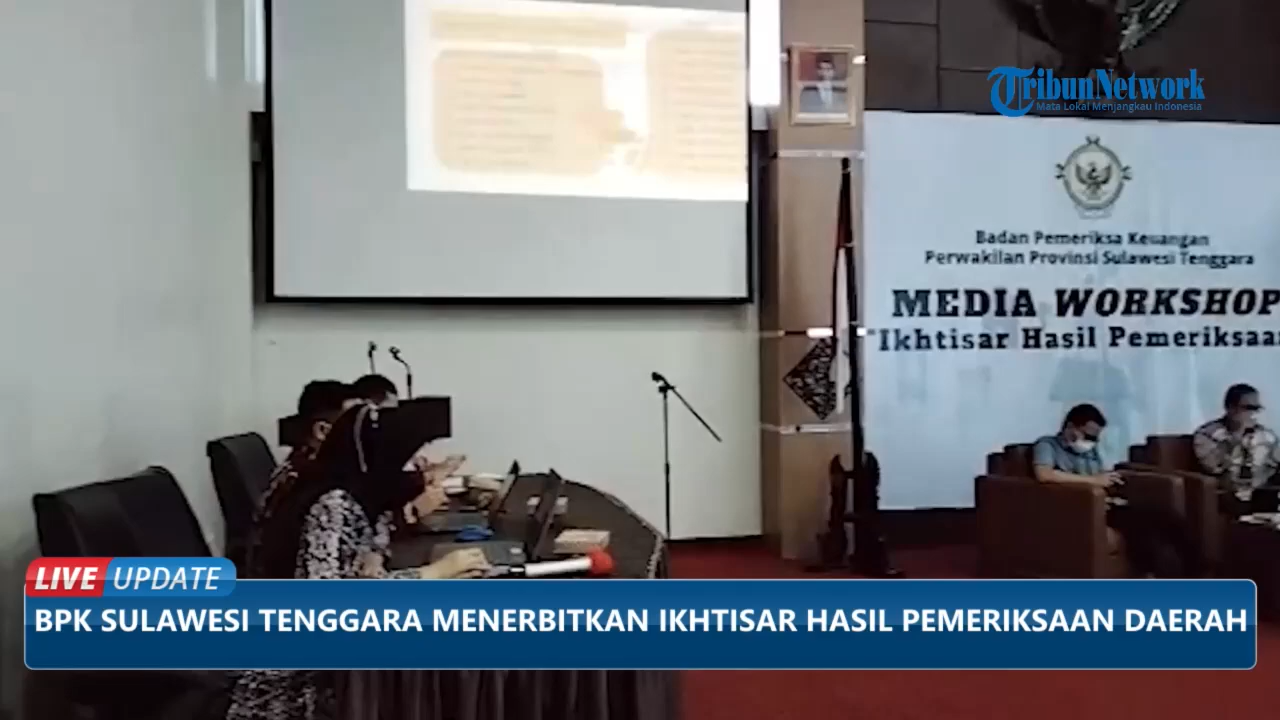 TribunNetwork
Mata Lokal Menjangkau Indonesia
Badan Pemeriksa Keuangan
Perwakilan Provinsi Sulawesi Tenggara
MEDIA WORKSHOP
"Ikhtisar Hasil Pemeriksaan
LIVE UPDATE
BPK SULAWESI TENGGARA MENERBITKAN IKHTISAR HASIL PEMERIKSAAN DAERAH